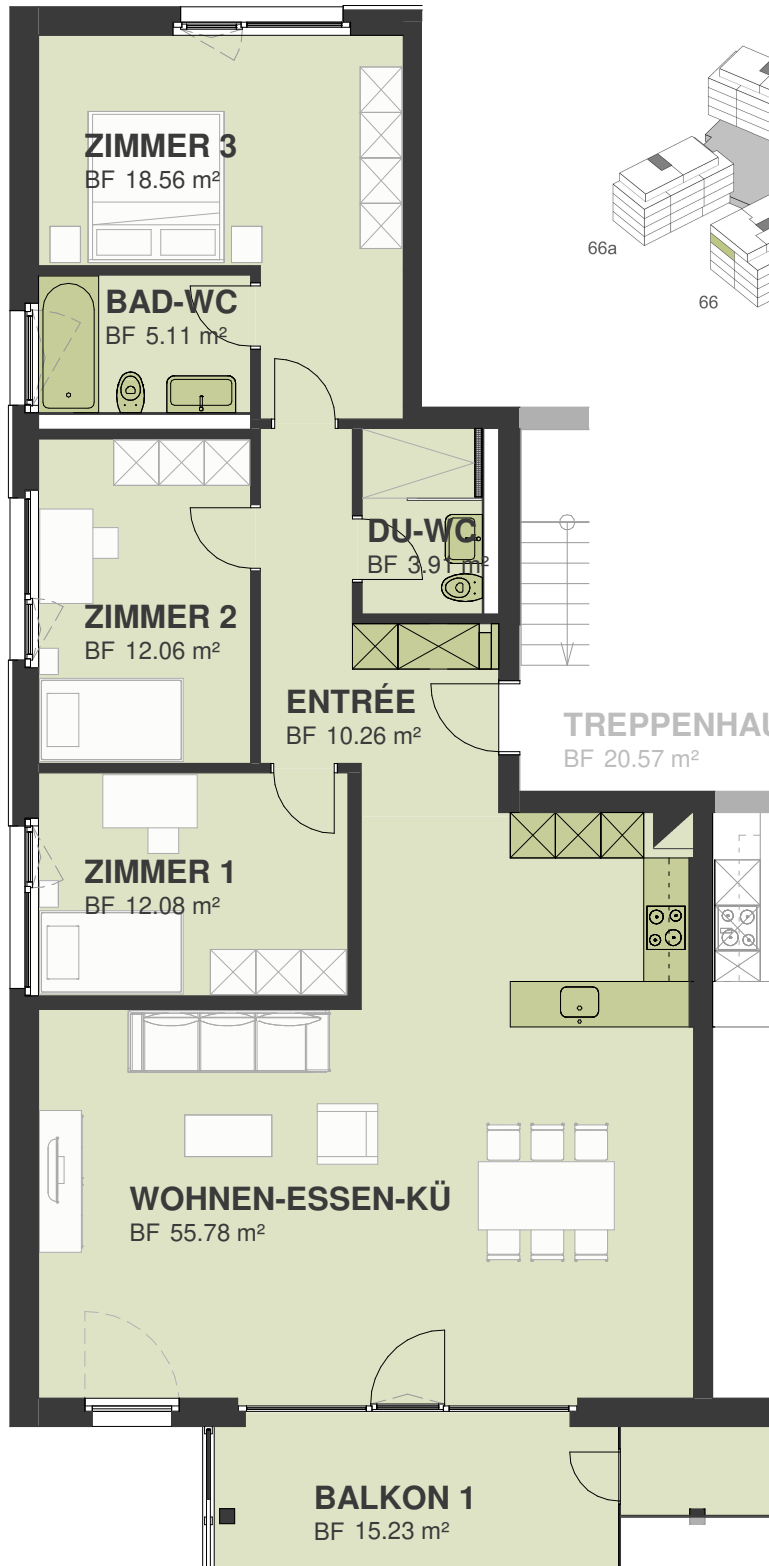 ZIMMER 3
BF 18.56 m²
66a
66
BAD-WC
BF 5.11 m²
DU-WC
BF 3.91 m²
ZIMMER 2
BF 12.06 m²
ENTRÉE
BF 10.26 m²
TREPPENHAU
BF 20.57 m²
ZIMMER 1
BF 12.08 m²
WOHNEN-ESSEN-KÜ
BF 55.78 m²
BALKON 1
BF 15.23 m²